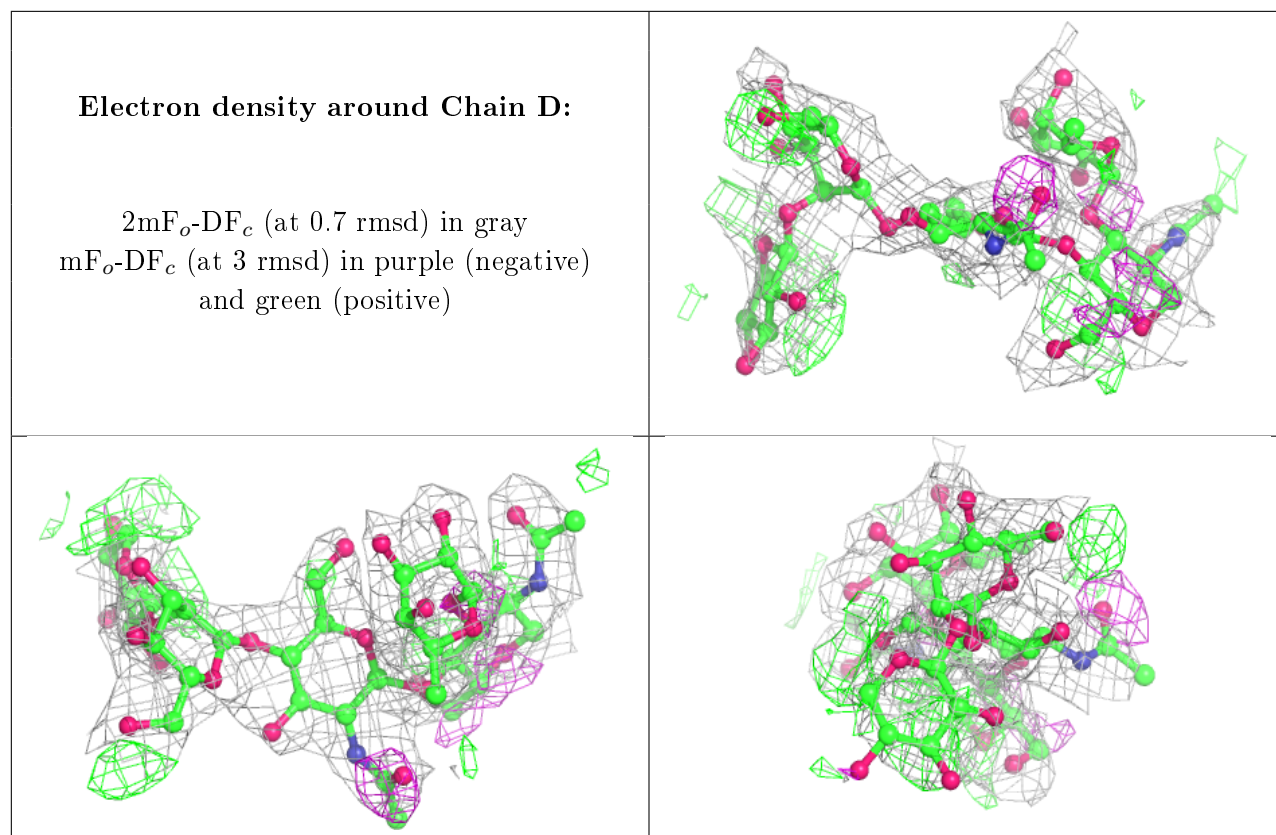 Electron density around Chain D:
2mFₒ-DF𝒸 (at 0.7 rmsd) in gray
mFₒ-DF𝒸 (at 3 rmsd) in purple (negative)
and green (positive)